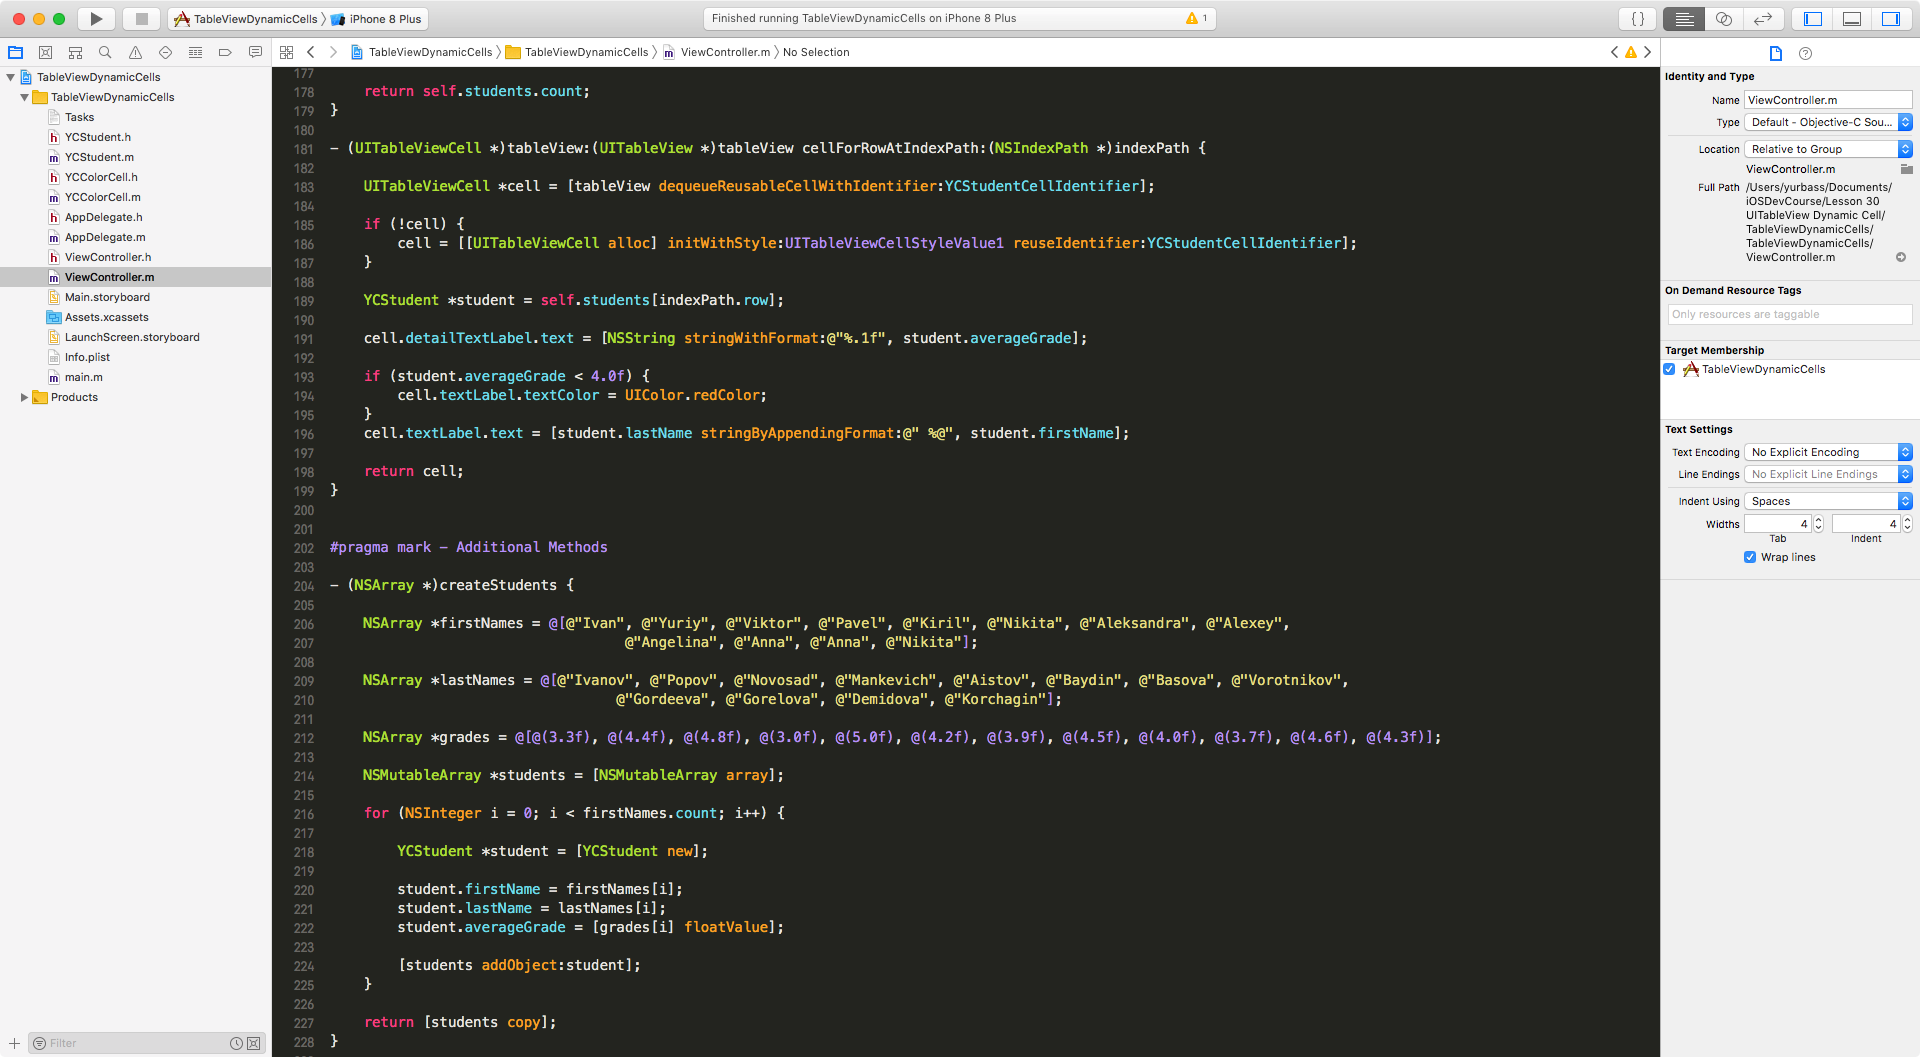 TableViewDynamicCells
iPhone 8 Plus
Finished running TableViewDynamicCells on iPhone 8 Plus
1
{ }
TableViewDynamicCells
TableViewDynamicCells
ViewController.m
No Selection
TableViewDynamicCells
TableViewDynamicCells
Tasks
h YCStudent.h
m YCStudent.m
h YCColorCell.h
m YCColorCell.m
h AppDelegate.h
m AppDelegate.m
h ViewController.h
m ViewController.m
Main.storyboard
Assets.xcassets
LaunchScreen.storyboard
Info.plist
m main.m
Products
Filter
177
178 return self.students.count;
179 }
180
181 - (UITableViewCell *)tableView:(UITableView *)tableView cellForRowAtIndexPath:(NSIndexPath *)indexPath {
182
183 UITableViewCell *cell = [tableView dequeueReusableCellWithIdentifier:YCStudentCellIdentifier];
184
185 if (!cell) {
186 cell = [[UITableViewCell alloc] initWithStyle:UITableViewCellStyleValue1 reuseIdentifier:YCStudentCellIdentifier];
187 }
188
189 YCStudent *student = self.students[indexPath.row];
190
191 cell.detailTextLabel.text = [NSString stringWithFormat:@"%.1f", student.averageGrade];
192
193 if (student.averageGrade < 4.0f) {
194 cell.textLabel.textColor = UIColor.redColor;
195 }
196 cell.textLabel.text = [student.lastName stringByAppendingFormat:@" %@", student.firstName];
197
198 return cell;
199 }
200
201
202 #pragma mark - Additional Methods
203
204 - (NSArray *)createStudents {
205
206 NSArray *firstNames = @[@"Ivan", @"Yuriy", @"Viktor", @"Pavel", @"Kiril", @"Nikita", @"Aleksandra", @"Alexey",
207 @"Angelina", @"Anna", @"Anna", @"Nikita"];
208
209 NSArray *lastNames = @[@"Ivanov", @"Popov", @"Novosad", @"Mankevich", @"Aistov", @"Baydin", @"Basova", @"Vorotnikov",
210 @"Gordeeva", @"Gorelova", @"Demidova", @"Korchagin"];
211
212 NSArray *grades = @[@(3.3f), @(4.4f), @(4.8f), @(3.0f), @(5.0f), @(4.2f), @(3.9f), @(4.5f), @(4.0f), @(3.7f), @(4.6f), @(4.3f)];
213
214 NSMutableArray *students = [NSMutableArray array];
215
216 for (NSInteger i = 0; i < firstNames.count; i++) {
217
218 YCStudent *student = [YCStudent new];
219
220 student.firstName = firstNames[i];
221 student.lastName = lastNames[i];
222 student.averageGrade = [grades[i] floatValue];
223
224 [students addObject:student];
225 }
226
227 return [students copy];
228 }
Identity and Type
Name ViewController.m
Type Default - Objective-C Sou...
Location Relative to Group
ViewController.m
Full Path /Users/yurbass/Documents/
iOSDevCourse/Lesson 30
UITableView Dynamic Cell/
TableViewDynamicCells/
TableViewDynamicCells/
ViewController.m
On Demand Resource Tags
Only resources are taggable
Target Membership
TableViewDynamicCells
Text Settings
Text Encoding No Explicit Encoding
Line Endings No Explicit Line Endings
Indent Using Spaces
Widths 4 4
Tab Indent
Wrap lines